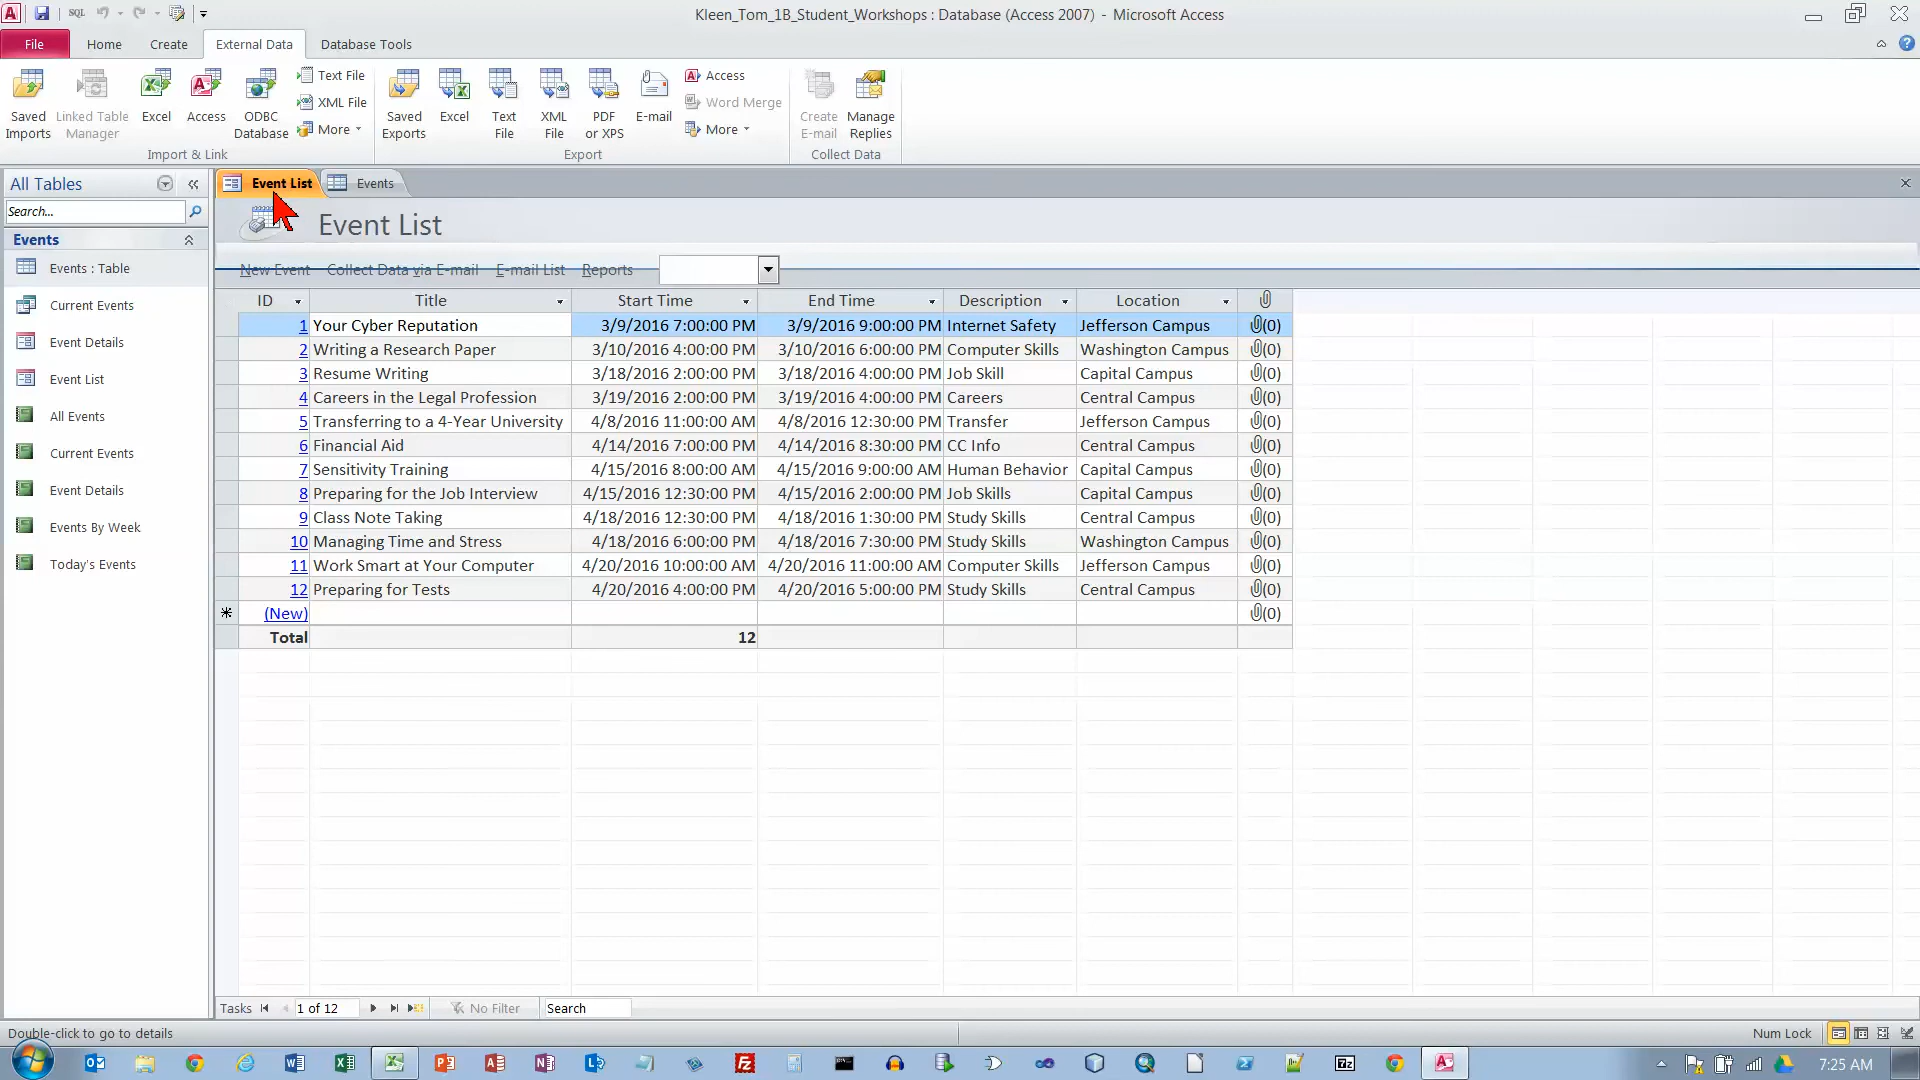 SQL
Kleen_Tom_1B_Student_Workshops : Database (Access 2007) - Microsoft Access
File Home Create External Data Database Tools
Saved Imports
Linked Table Manager
Excel
Access
ODBC Database
Text File
XML File
More
Import & Link
Saved Exports
Excel
Text File
XML File
PDF or XPS
E-mail
Access
Word Merge
More
Export
Create E-mail
Manage Replies
Collect Data
All Tables
Search...
Events
Events : Table
Current Events
Event Details
Event List
All Events
Current Events
Event Details
Events By Week
Today's Events
Event List Events
Event List
New Event Collect Data via E-mail E-mail List Reports
ID Title Start Time End Time Description Location
1 Your Cyber Reputation 3/9/2016 7:00:00 PM 3/9/2016 9:00:00 PM Internet Safety Jefferson Campus (0)
2 Writing a Research Paper 3/10/2016 4:00:00 PM 3/10/2016 6:00:00 PM Computer Skills Washington Campus (0)
3 Resume Writing 3/18/2016 2:00:00 PM 3/18/2016 4:00:00 PM Job Skill Capital Campus (0)
4 Careers in the Legal Profession 3/19/2016 2:00:00 PM 3/19/2016 4:00:00 PM Careers Central Campus (0)
5 Transferring to a 4-Year University 4/8/2016 11:00:00 AM 4/8/2016 12:30:00 PM Transfer Jefferson Campus (0)
6 Financial Aid 4/14/2016 7:00:00 PM 4/14/2016 8:30:00 PM CC Info Central Campus (0)
7 Sensitivity Training 4/15/2016 8:00:00 AM 4/15/2016 9:00:00 AM Human Behavior Capital Campus (0)
8 Preparing for the Job Interview 4/15/2016 12:30:00 PM 4/15/2016 2:00:00 PM Job Skills Capital Campus (0)
9 Class Note Taking 4/18/2016 12:30:00 PM 4/18/2016 1:30:00 PM Study Skills Central Campus (0)
10 Managing Time and Stress 4/18/2016 6:00:00 PM 4/18/2016 7:30:00 PM Study Skills Washington Campus (0)
11 Work Smart at Your Computer 4/20/2016 10:00:00 AM 4/20/2016 11:00:00 AM Computer Skills Jefferson Campus (0)
12 Preparing for Tests 4/20/2016 4:00:00 PM 4/20/2016 5:00:00 PM Study Skills Central Campus (0)
* (New) (0)
Total 12
Tasks 1 of 12 No Filter Search
Double-click to go to details Num Lock
7:25 AM